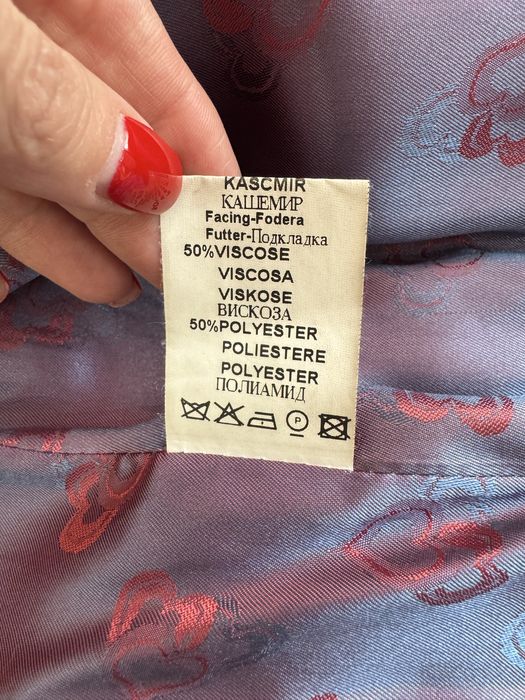 KASCMIR
КАШЕМИР
Facing-Fodera
Futter-Подкладка
50%VISCOSE
VISCOSA
VISKOSE
ВИСКОЗА
50%POLYESTER
POLIESTERE
POLYESTER
ПОЛИАМИД
P